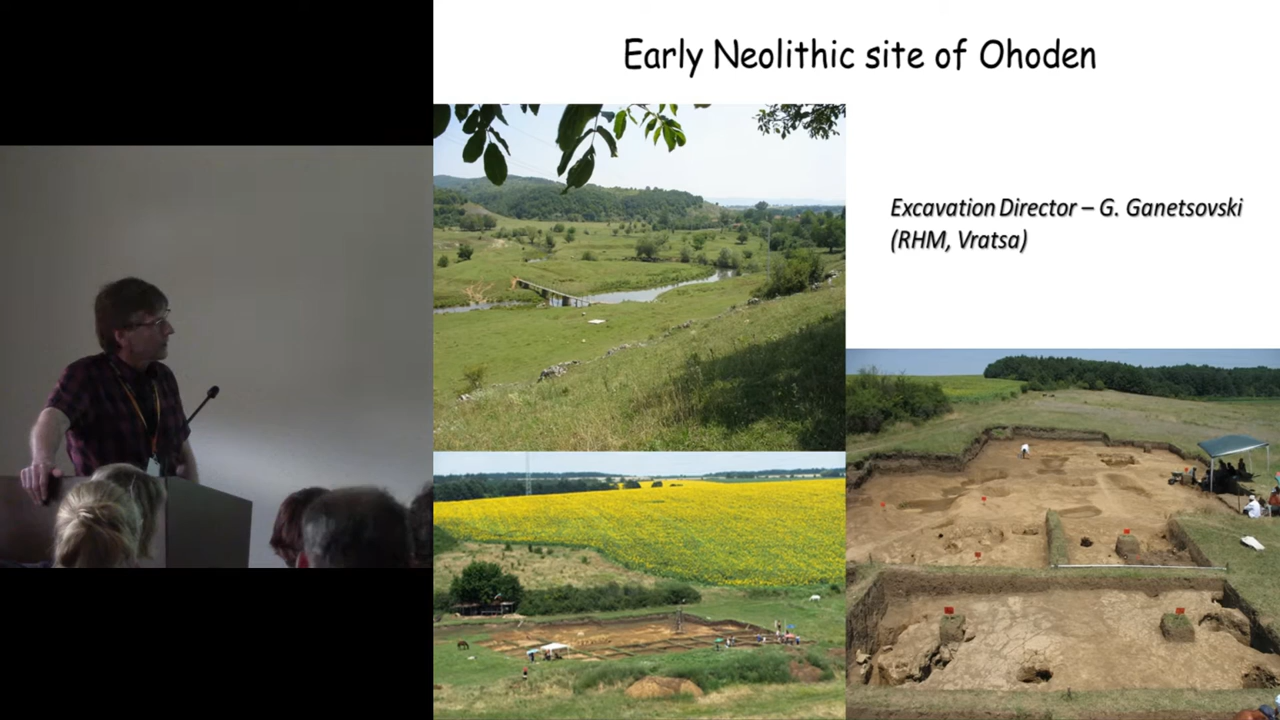 Early Neolithic site of Ohoden
Excavation Director – G. Ganetsovski
(RHM, Vratsa)